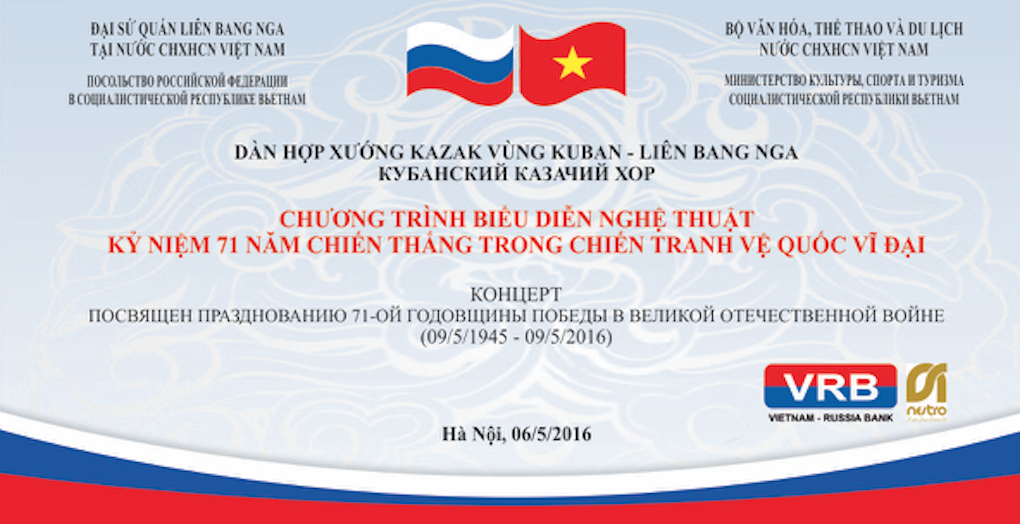 ĐẠI SỨ QUÁN LIÊN BANG NGA
TẠI NƯỚC CHXHCN VIỆT NAM
ПОСОЛЬСТВО РОССИЙСКОЙ ФЕДЕРАЦИИ
В СОЦИАЛИСТИЧЕСКОЙ РЕСПУБЛИКЕ ВЬЕТНАМ
BỘ VĂN HÓA, THỂ THAO VÀ DU LỊCH
NƯỚC CHXHCN VIỆT NAM
МИНИСТЕРСТВО КУЛЬТУРЫ, СПОРТА И ТУРИЗМА
СОЦИАЛИСТИЧЕСКОЙ РЕСПУБЛИКИ ВЬЕТНАМ
DÀN HỢP XƯỚNG KAZAK VÙNG KUBAN - LIÊN BANG NGA
КУБАНСКИЙ КАЗАЧИЙ ХОР
CHƯƠNG TRÌNH BIỂU DIỄN NGHỆ THUẬT
KỶ NIỆM 71 NĂM CHIẾN THẮNG TRONG CHIẾN TRANH VỆ QUỐC VĨ ĐẠI
КОНЦЕРТ
ПОСВЯЩЕН ПРАЗДНОВАНИЮ 71-ОЙ ГОДОВЩИНЫ ПОБЕДЫ В ВЕЛИКОЙ ОТЕЧЕСТВЕННОЙ ВОЙНЕ
(09/5/1945 - 09/5/2016)
VRB
VIETNAM - RUSSIA BANK
nestro
Hà Nội, 06/5/2016